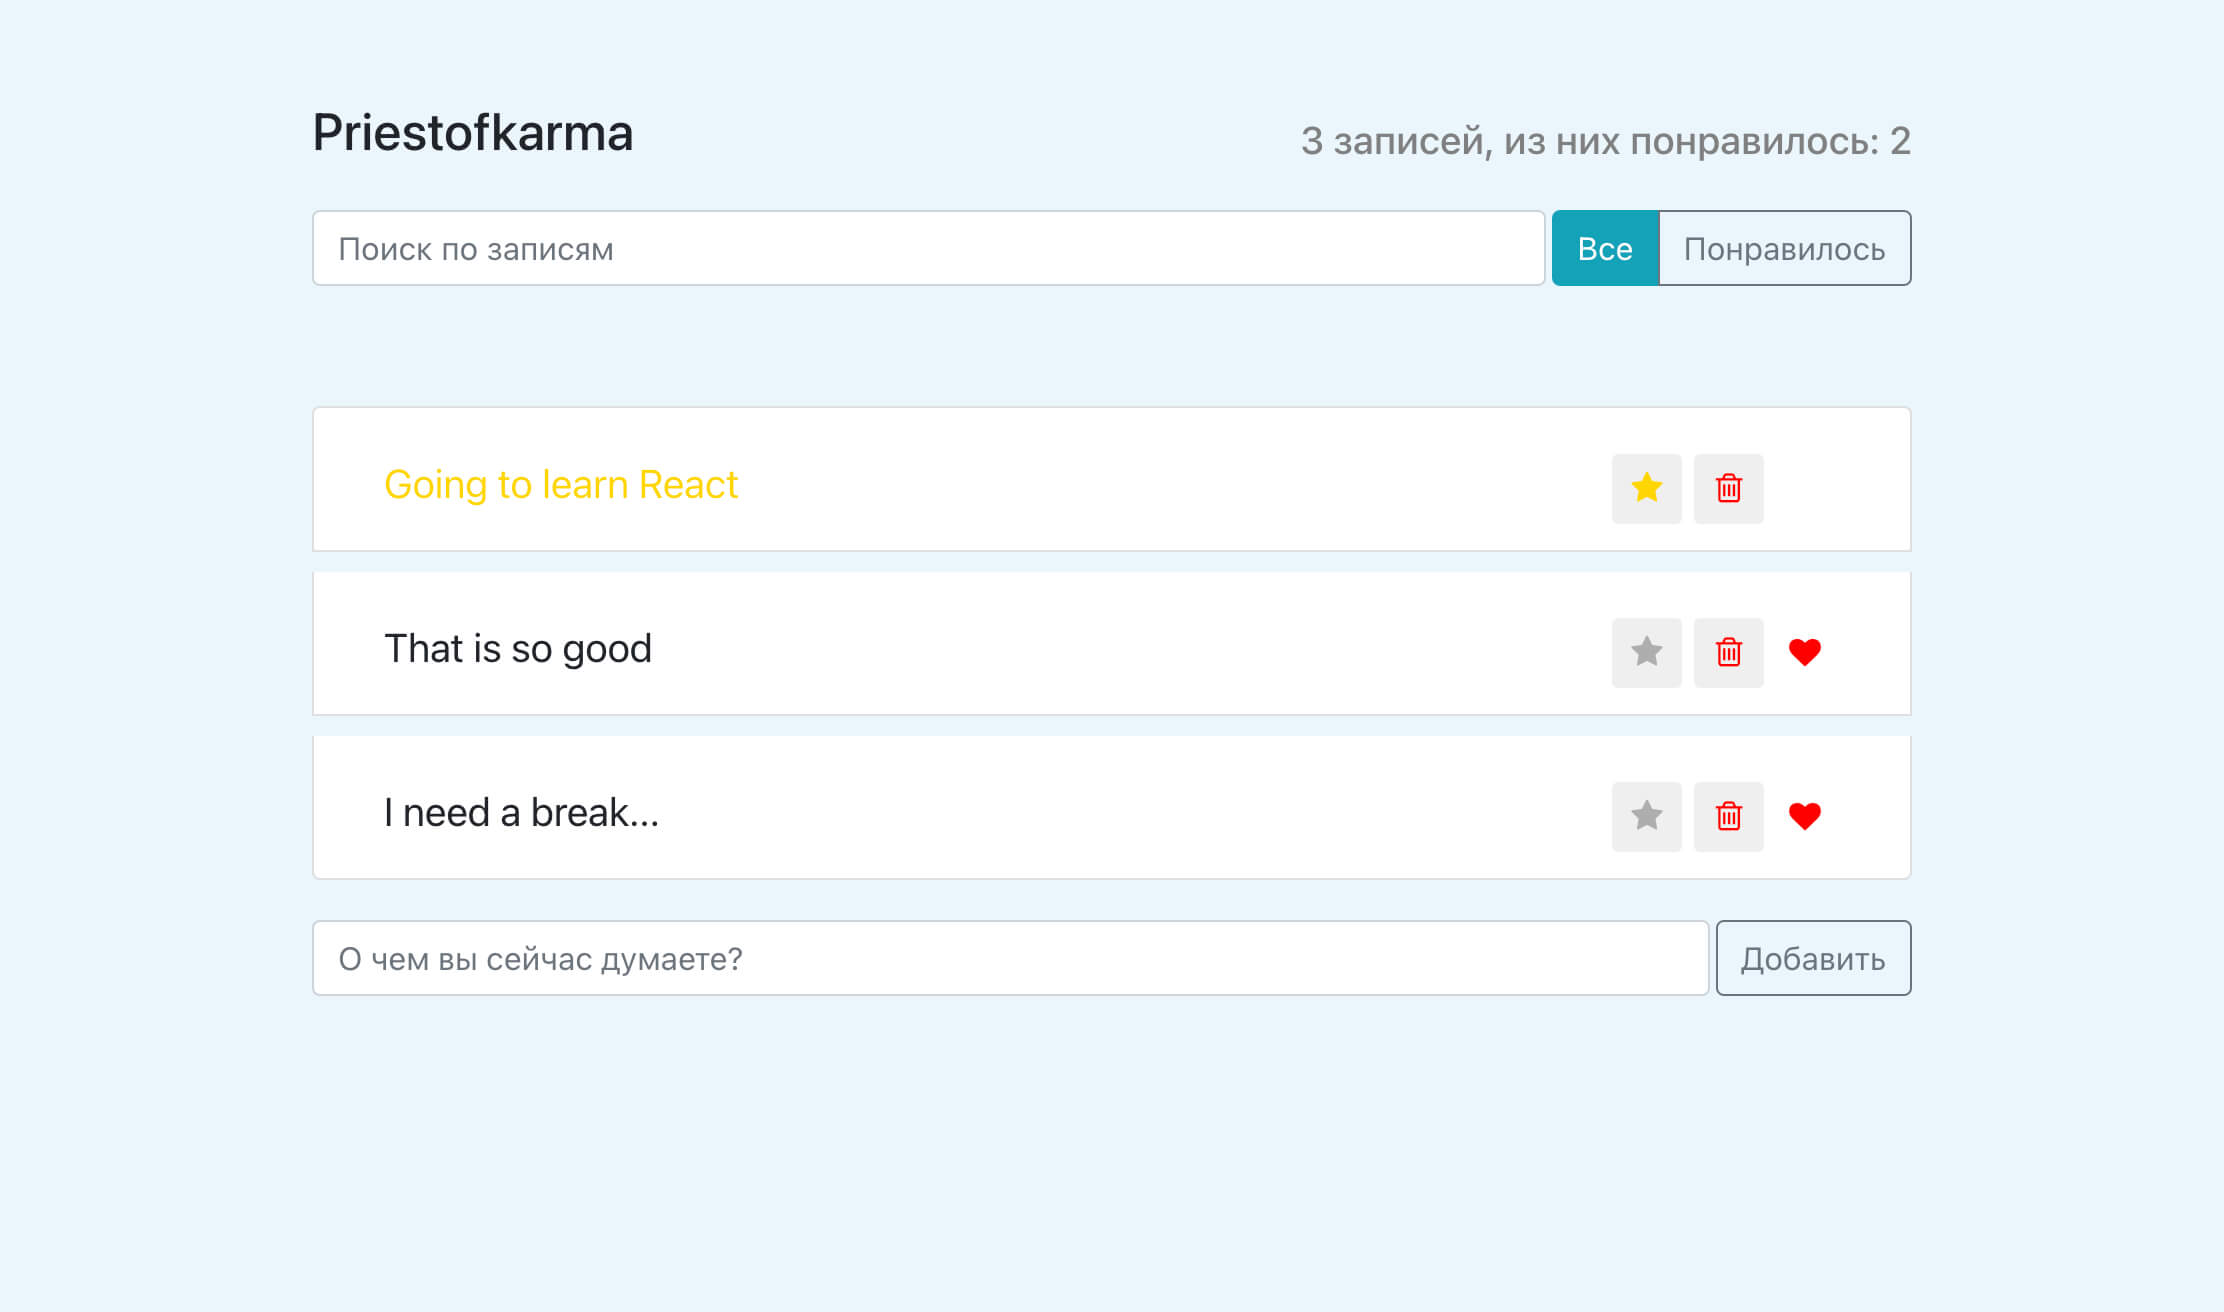 Priestofkarma
3 записей, из них понравилось: 2
Поиск по записям
Все
Понравилось
Going to learn React
That is so good
I need a break...
О чем вы сейчас думаете?
Добавить